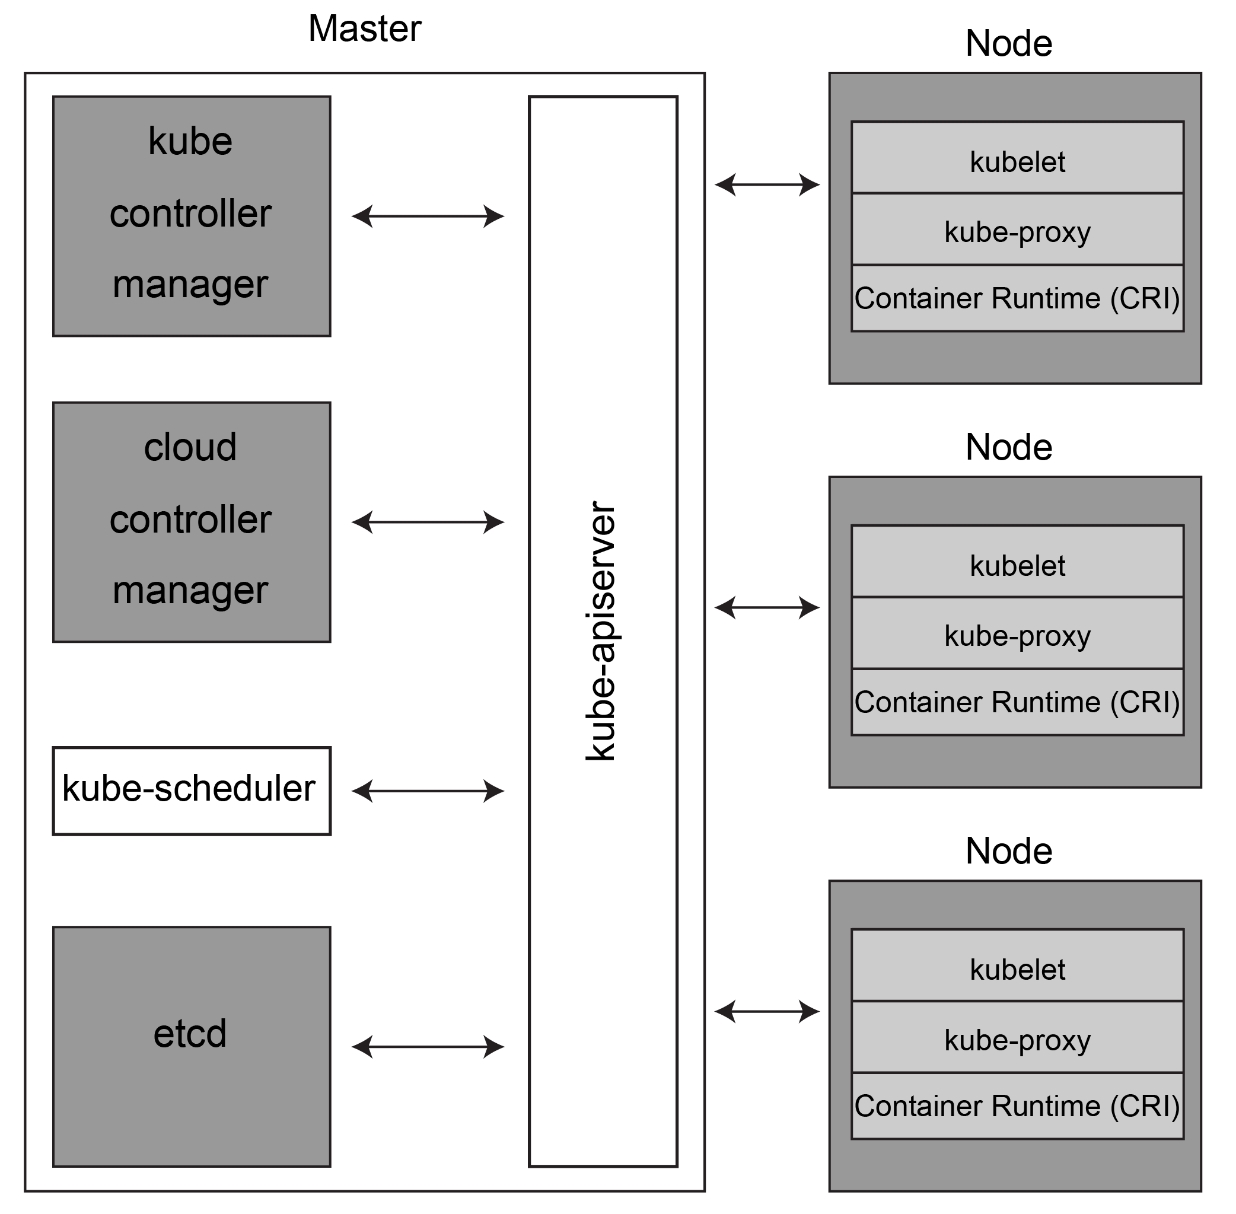 Master
kube
controller
manager
cloud
controller
manager
kube-scheduler
etcd
kube-apiserver
Node
kubelet
kube-proxy
Container Runtime (CRI)
Node
kubelet
kube-proxy
Container Runtime (CRI)
Node
kubelet
kube-proxy
Container Runtime (CRI)